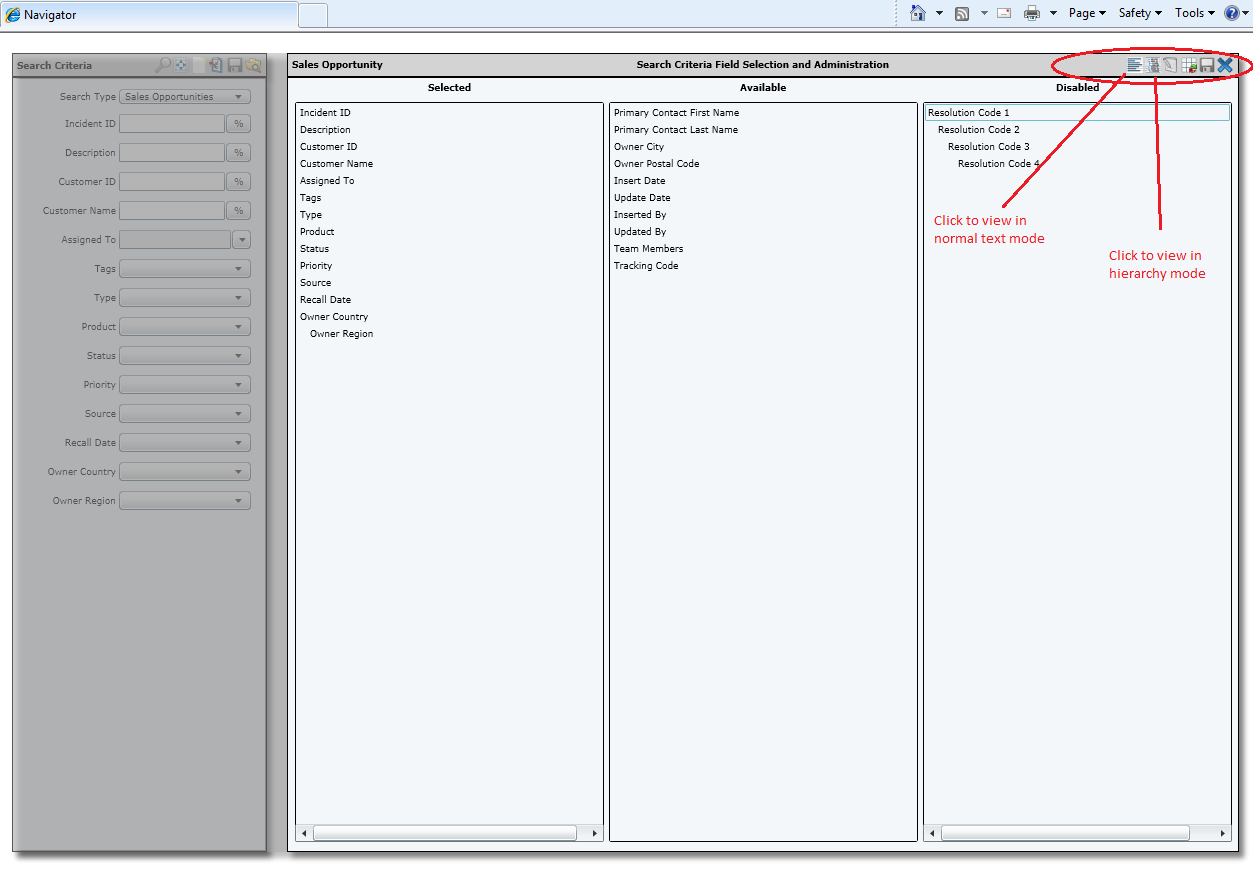 Navigator
Page
Safety
Tools
Search Criteria
Search Type
Sales Opportunities
Incident ID
%
Description
%
Customer ID
%
Customer Name
%
Assigned To
Tags
Type
Product
Status
Priority
Source
Recall Date
Owner Country
Owner Region
Sales Opportunity
Search Criteria Field Selection and Administration
Selected
Incident ID
Description
Customer ID
Customer Name
Assigned To
Tags
Type
Product
Status
Priority
Source
Recall Date
Owner Country
Owner Region
Available
Primary Contact First Name
Primary Contact Last Name
Owner City
Owner Postal Code
Insert Date
Update Date
Inserted By
Updated By
Team Members
Tracking Code
Disabled
Resolution Code 1
Resolution Code 2
Resolution Code 3
Resolution Code 4
Click to view in
normal text mode
Click to view in
hierarchy mode